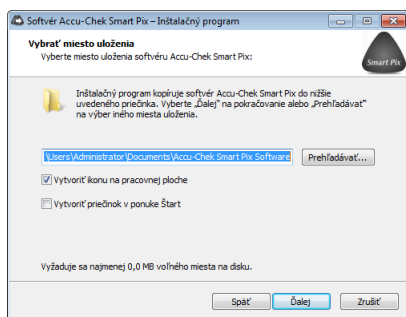 Softvér Accu-Chek Smart Pix – Inštalačný program
Vybrať miesto uloženia
Vyberte miesto uloženia softvéru Accu-Chek Smart Pix:
Smart Pix
Inštalačný program kopíruje softvér Accu-Chek Smart Pix do nižšie
uvedeného priečinka. Vyberte „Ďalej” na pokračovanie alebo „Prehľadávať”
na výber iného miesta uloženia.
\Users\Administrator\Documents\Accu-Chek Smart Pix Software
Prehľadávať...
Vytvoriť ikonu na pracovnej ploche
Vytvoriť priečinok v ponuke Štart
Vyžaduje sa najmenej 0,0 MB voľného miesta na disku.
Späť
Ďalej
Zrušiť